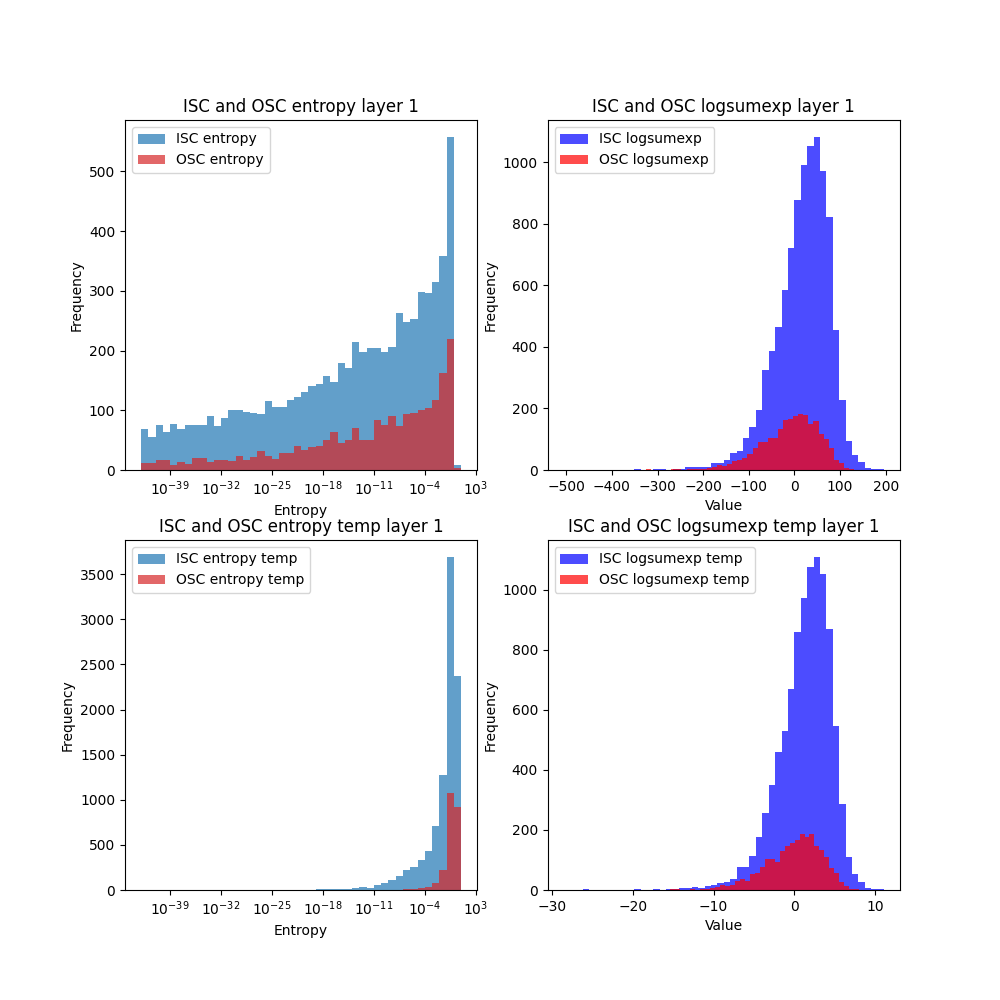 ISC and OSC entropy layer 1
ISC entropy
OSC entropy
Frequency
500
400
300
200
100
0
10^-39 10^-32 10^-25 10^-18 10^-11 10^-4 10^3
Entropy
ISC and OSC logsumexp layer 1
ISC logsumexp
OSC logsumexp
Frequency
1000
800
600
400
200
0
−500 −400 −300 −200 −100 0 100 200
Value
ISC and OSC entropy temp layer 1
ISC entropy temp
OSC entropy temp
Frequency
3500
3000
2500
2000
1500
1000
500
0
10^-39 10^-32 10^-25 10^-18 10^-11 10^-4 10^3
Entropy
ISC and OSC logsumexp temp layer 1
ISC logsumexp temp
OSC logsumexp temp
Frequency
1000
800
600
400
200
0
−30 −20 −10 0 10
Value